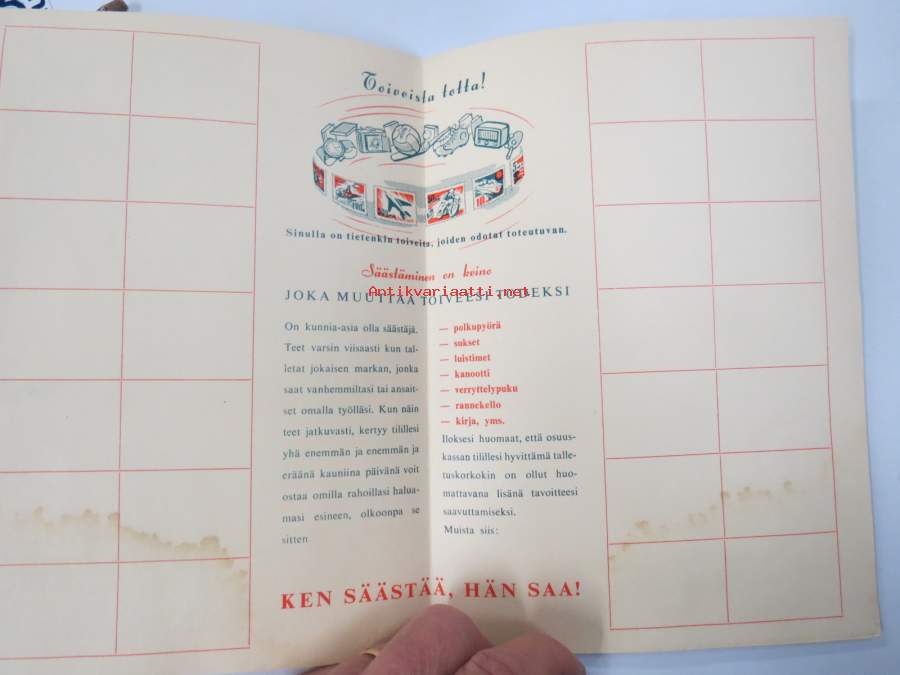 Toiveista totta!
Sinulla on tietenkin toiveita, joiden odotat toteutuvan.
Säästäminen on keino
Antikvariaatti.net
JOKA MUUTTAA TOIVEESI TODEKSI
On kunnia-asia olla säästäjä.
Teet varsin viisaasti kun tal-
letat jokaisen markan, jonka
saat vanhemmiltasi tai ansait-
set omalla työlläsi. Kun näin
teet jatkuvasti, kertyy tilillesi
yhä enemmän ja enemmän ja
eräänä kauniina päivänä voit
ostaa omilla rahoillasi halua-
masi esineen, olkoonpa se
sitten
— polkupyörä
— sukset
— luistimet
— kanootti
— verryttelypuku
— rannekello
— kirja, yms.
Iloksesi huomaat, että osuus-
kassan tilillesi hyvittämä talle-
tuskorkokin on ollut huo-
mattavana lisänä tavoitteesi
saavuttamiseksi.
Muista siis:
KEN SÄÄSTÄÄ, HÄN SAA!